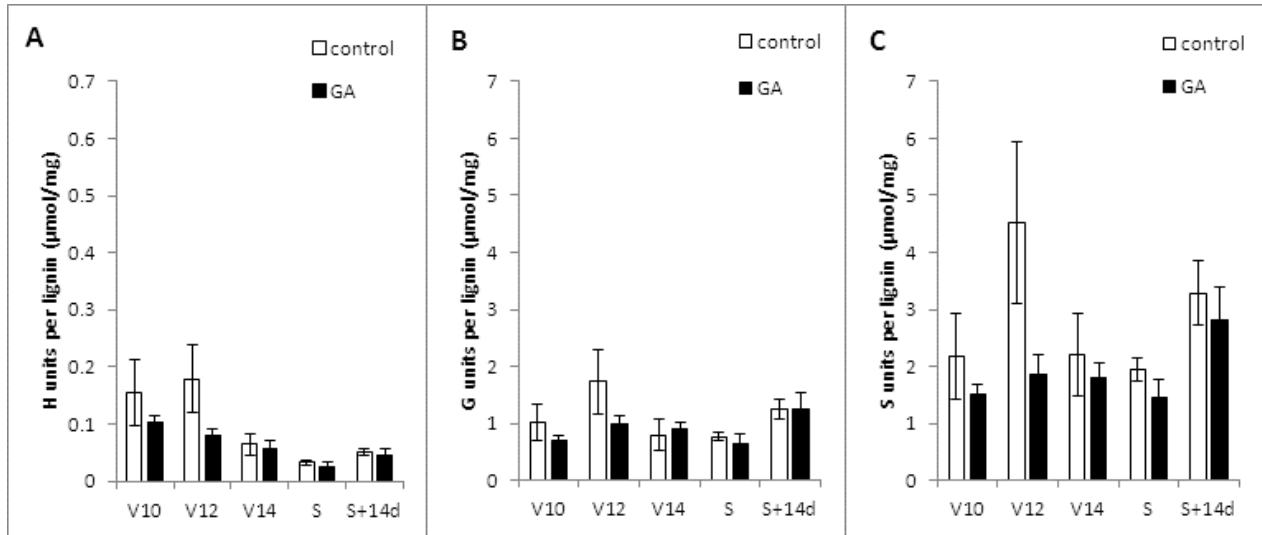 A
control
GA
H units per lignin (µmol/mg)
0.7
0.6
0.5
0.4
0.3
0.2
0.1
0
V10 V12 V14 S S+14d
B
control
GA
G units per lignin (µmol/mg)
7
6
5
4
3
2
1
0
V10 V12 V14 S S+14d
C
control
GA
S units per lignin (µmol/mg)
7
6
5
4
3
2
1
0
V10 V12 V14 S S+14d